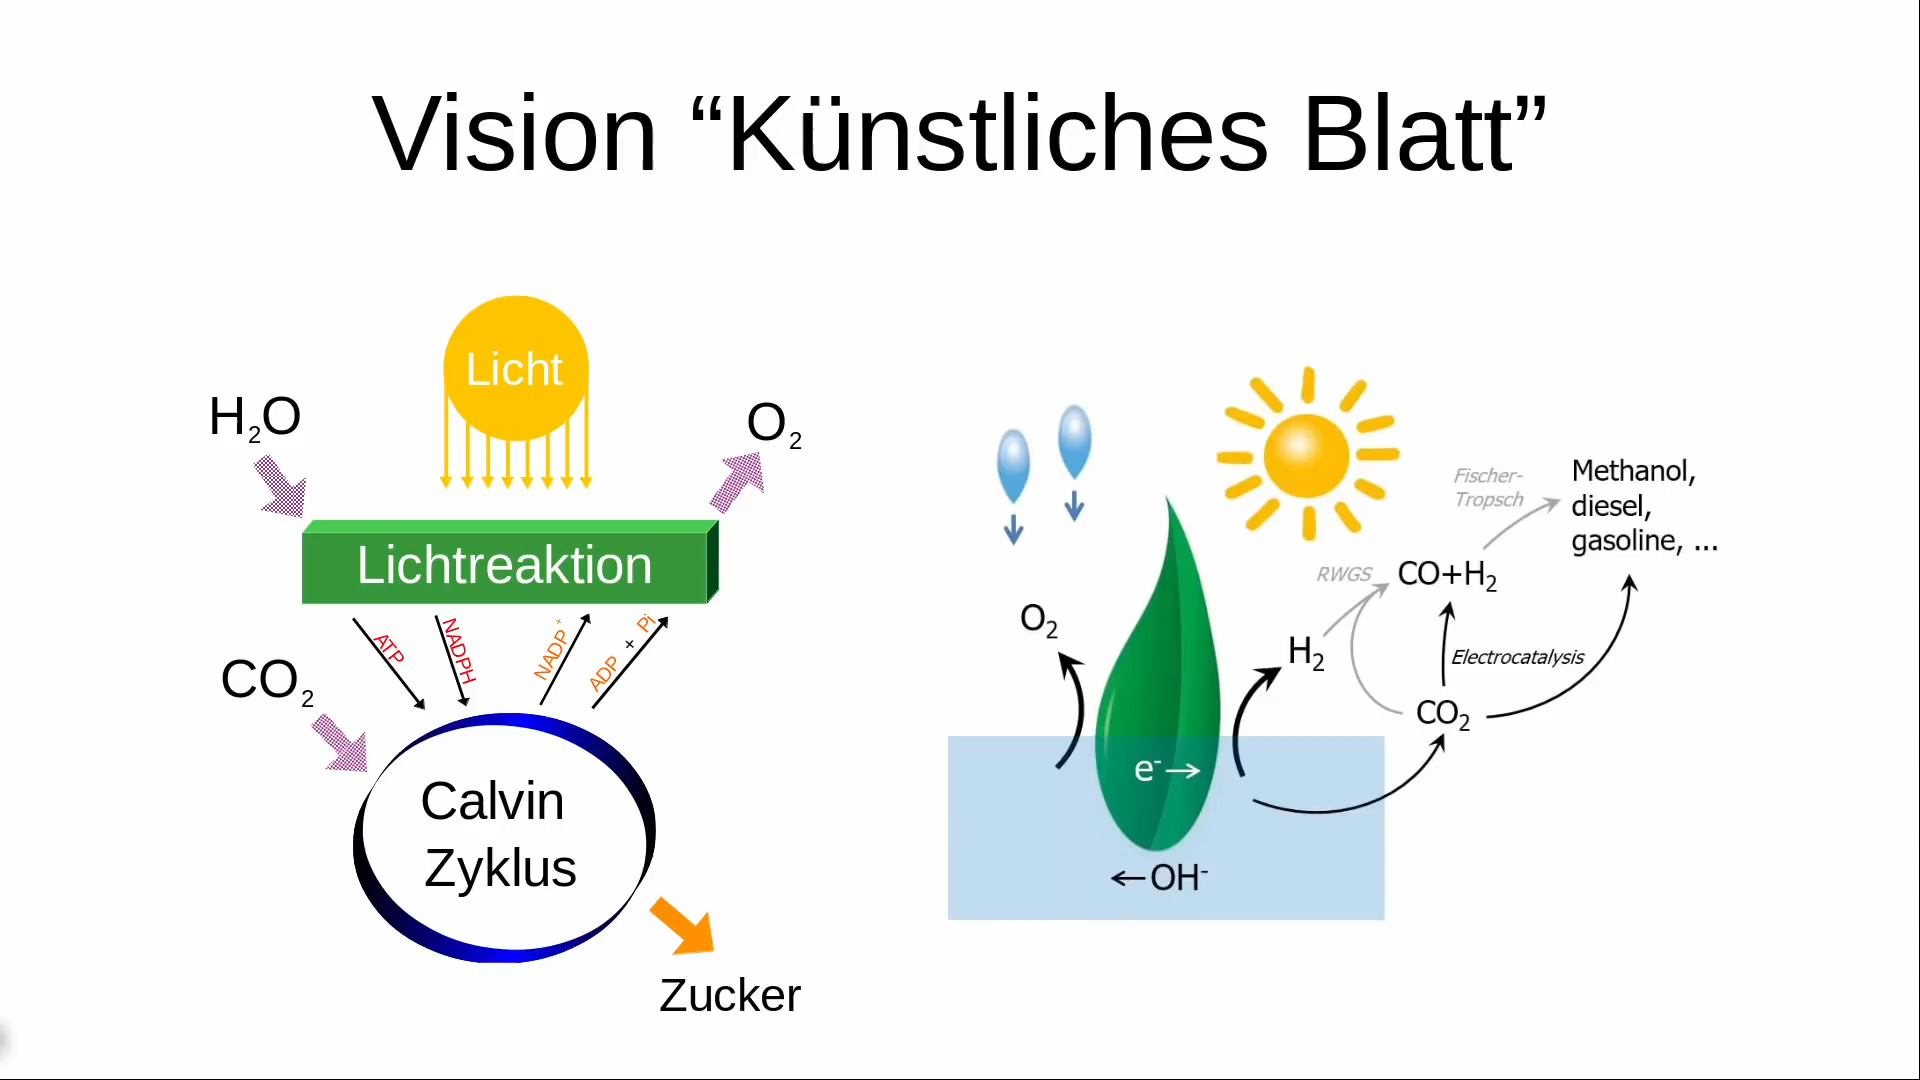 Vision “Künstliches Blatt”
Licht
H₂O
O₂
Lichtreaktion
ATP
NADPH
NADP⁺
ADP + Pi
CO₂
Calvin
Zyklus
Zucker
Fischer-
Tropsch
Methanol,
diesel,
gasoline, ...
RWGS
CO+H₂
O₂
H₂
Electrocatalysis
CO₂
e⁻→
←OH⁻